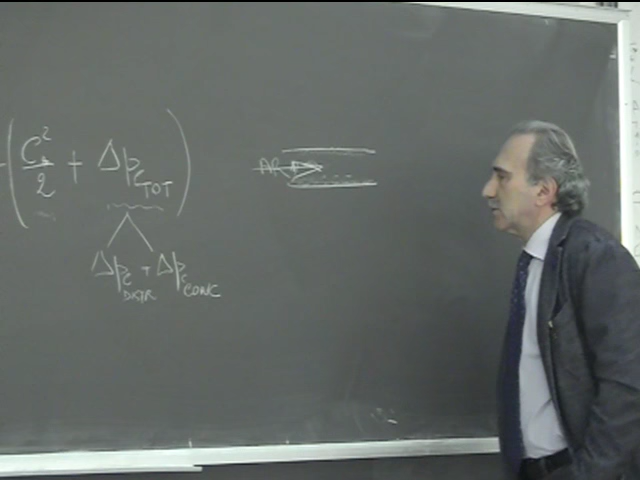 (C²/2 + Δp_c TOT)
Δp_c DISTR + Δp_c CONC